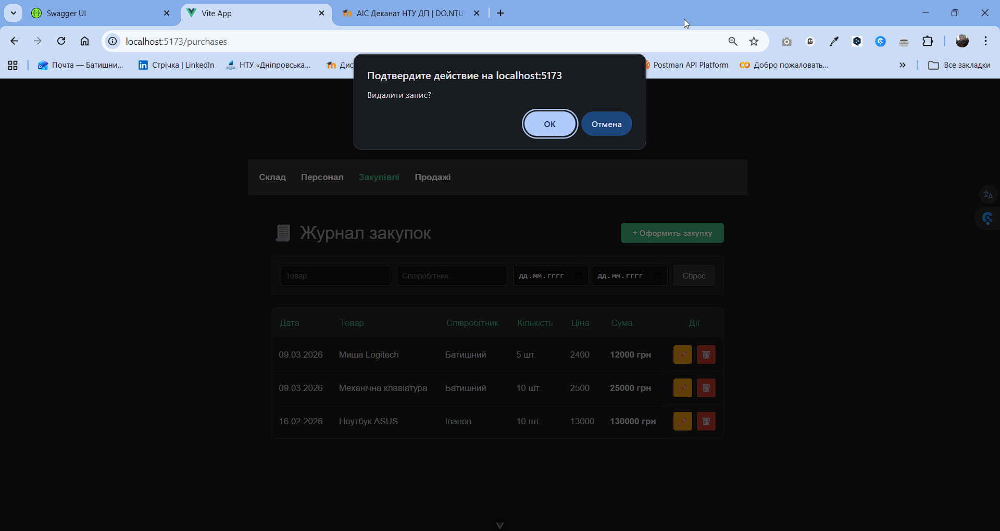 Swagger UI
Vite App
АІС Деканат НТУ ДП | DO.NTU
localhost:5173/purchases
Почта — Батишни...
Стрічка | LinkedIn
НТУ «Дніпровська...
Дис
Postman API Platform
Добро пожаловать...
Все закладки
Подтвердите действие на localhost:5173
Видалити запис?
ОК
Отмена
Склад
Персонал
Закупівлі
Продажі
Журнал закупок
+ Оформить закупку
Товар...
Співробітник...
дд.мм.гггг
дд.мм.гггг
Сброс
Дата Товар Співробітник Кількість Ціна Сума Дії
09.03.2026 Миша Logitech Батишний 5 шт. 2400 12000 грн
09.03.2026 Механічна клавіатура Батишний 10 шт. 2500 25000 грн
16.02.2026 Ноутбук ASUS Іванов 10 шт. 13000 130000 грн